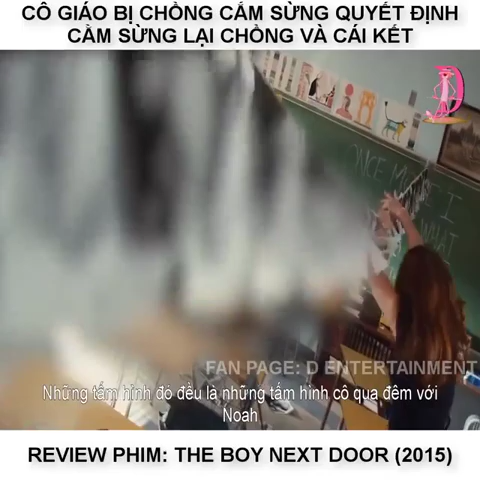 CÔ GIÁO BỊ CHỒNG CẮM SỪNG QUYẾT ĐỊNH
CẮM SỪNG LẠI CHỒNG VÀ CÁI KẾT
D
ONCE
I
WHAT
FAN PAGE: D ENTERTAINMENT
Những tấm hình đó đều là những tấm hình cô qua đêm với
Noah
REVIEW PHIM: THE BOY NEXT DOOR (2015)